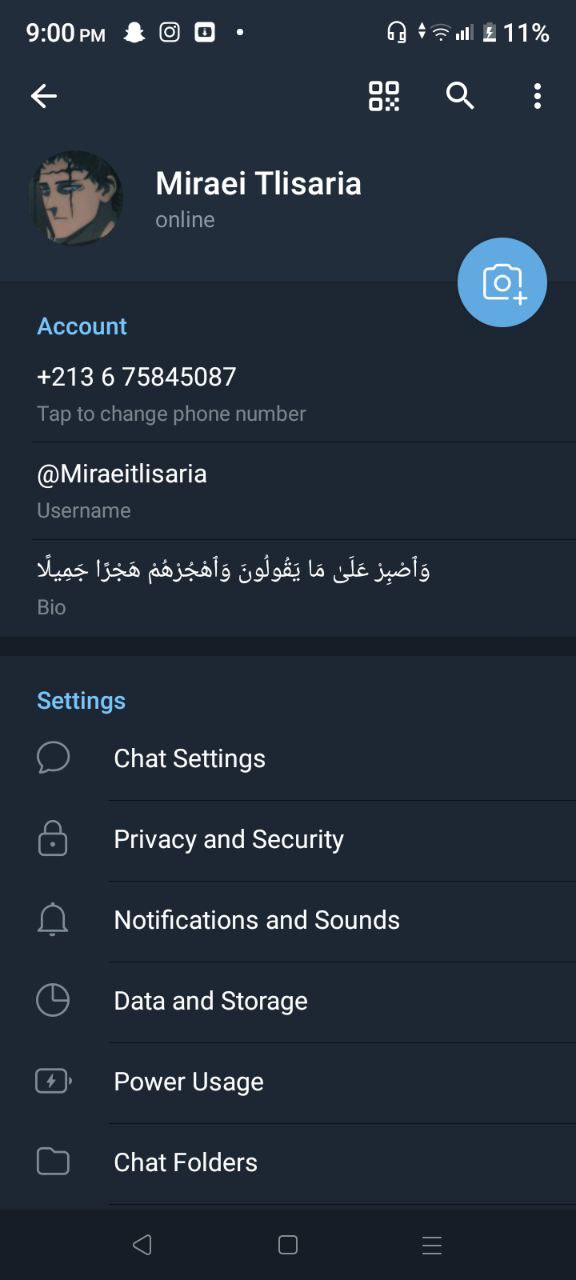 9:00 PM
11%
Miraei Tlisaria
online
Account
+213 6 75845087
Tap to change phone number
@Miraeitlisaria
Username
وَٱصْبِرْ عَلَىٰ مَا يَقُولُونَ وَٱهْجُرْهُمْ هَجْرًا جَمِيلًا
Bio
Settings
Chat Settings
Privacy and Security
Notifications and Sounds
Data and Storage
Power Usage
Chat Folders